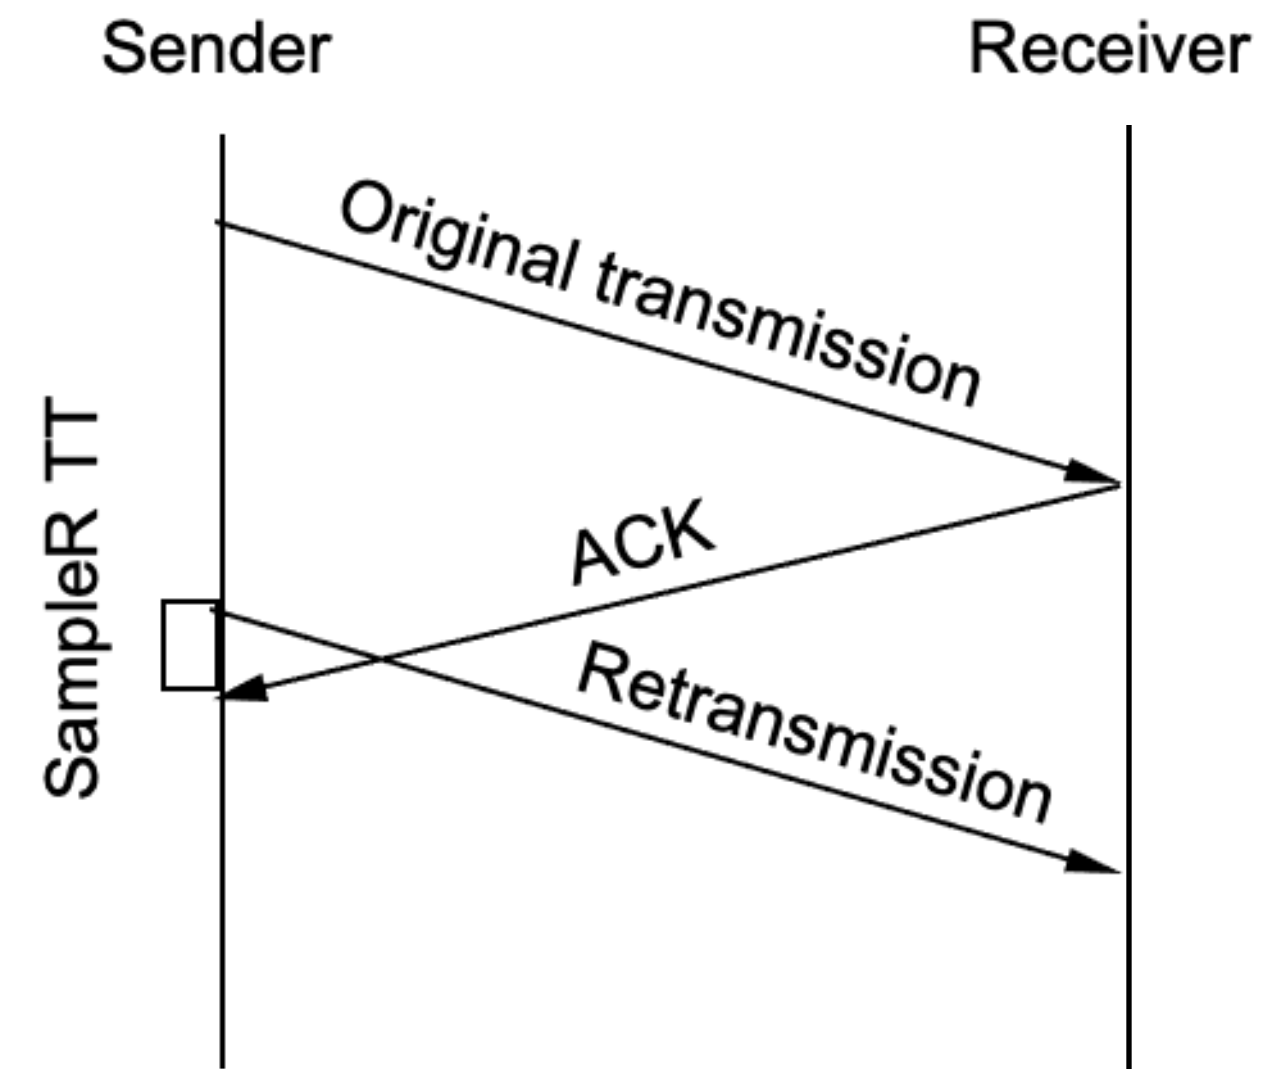 Sender
Receiver
Original transmission
ACK
SampleR TT
Retransmission